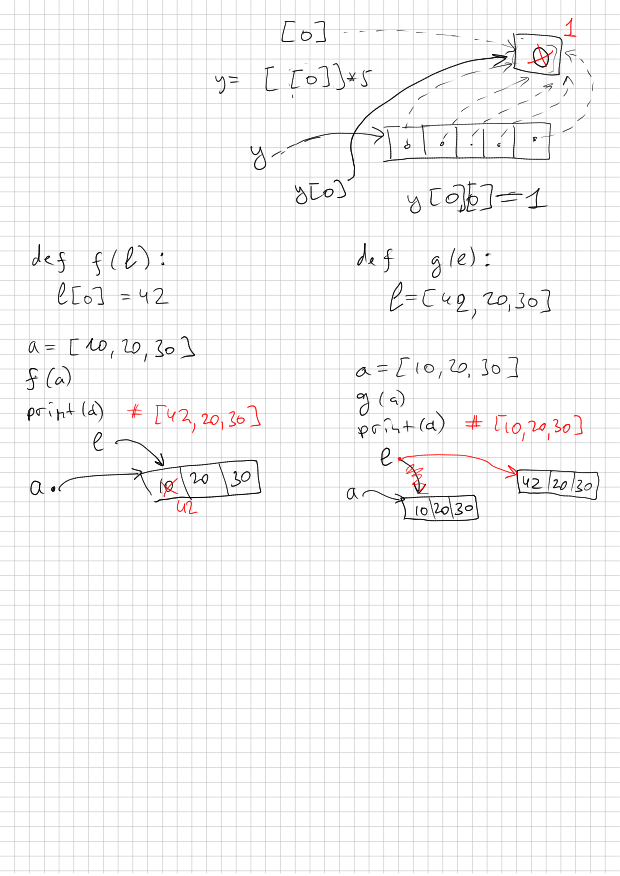 [0] 1
y= [ [0]]*5
0
y
y[0]
y[0][0]=1
def f(l):
l[0] = 42
a= [10, 20, 30]
f(a)
print(a) # [42, 20, 30]
l
a 10 20 30
42
def g(l):
l=[42, 20, 30]
a=[10, 20, 30]
g(a)
print(a) # [10, 20, 30]
l
42 20 30
a
10 20 30